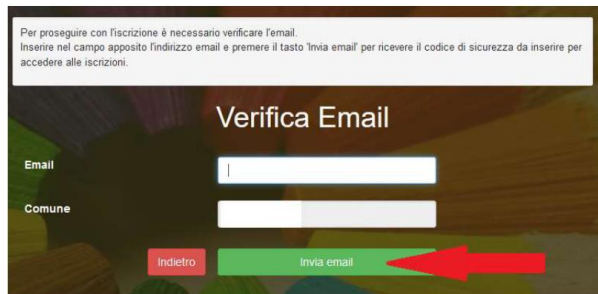 Per proseguire con l'iscrizione è necessario verificare l'email.
Inserire nel campo apposito l'indirizzo email e premere il tasto 'Invia email' per ricevere il codice di sicurezza da inserire per
accedere alle iscrizioni.
Verifica Email
Email
Comune
Indietro
Invia email